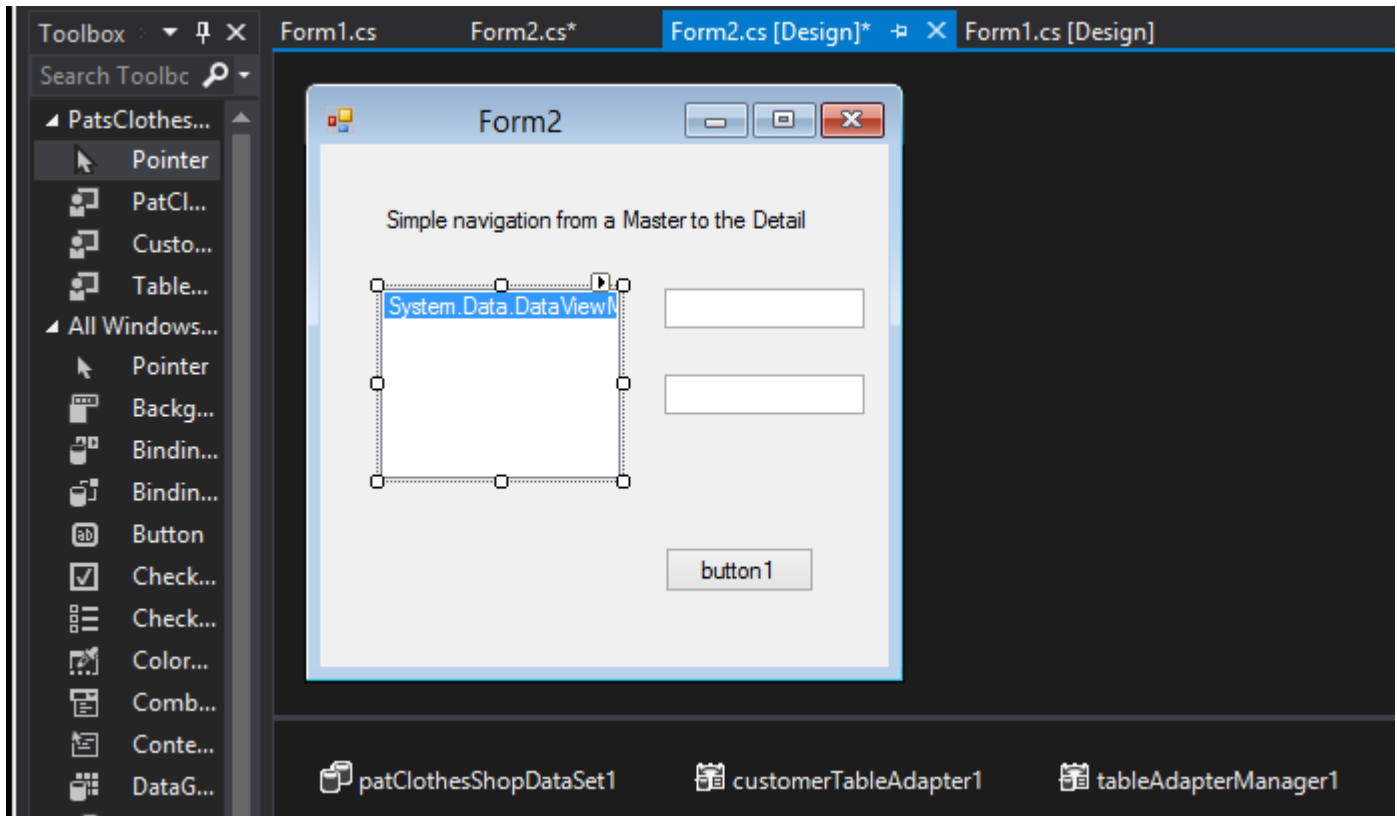 Toolbox
Form1.cs
Form2.cs*
Form2.cs [Design]*
Form1.cs [Design]
Search Toolbc
PatsClothes...
Pointer
PatCl...
Custo...
Table...
All Windows...
Pointer
Backg...
Bindin...
Bindin...
Button
Check...
Check...
Color...
Comb...
Conte...
DataG...
Form2
Simple navigation from a Master to the Detail
System.Data.DataViewM
button1
patClothesShopDataSet1
customerTableAdapter1
tableAdapterManager1